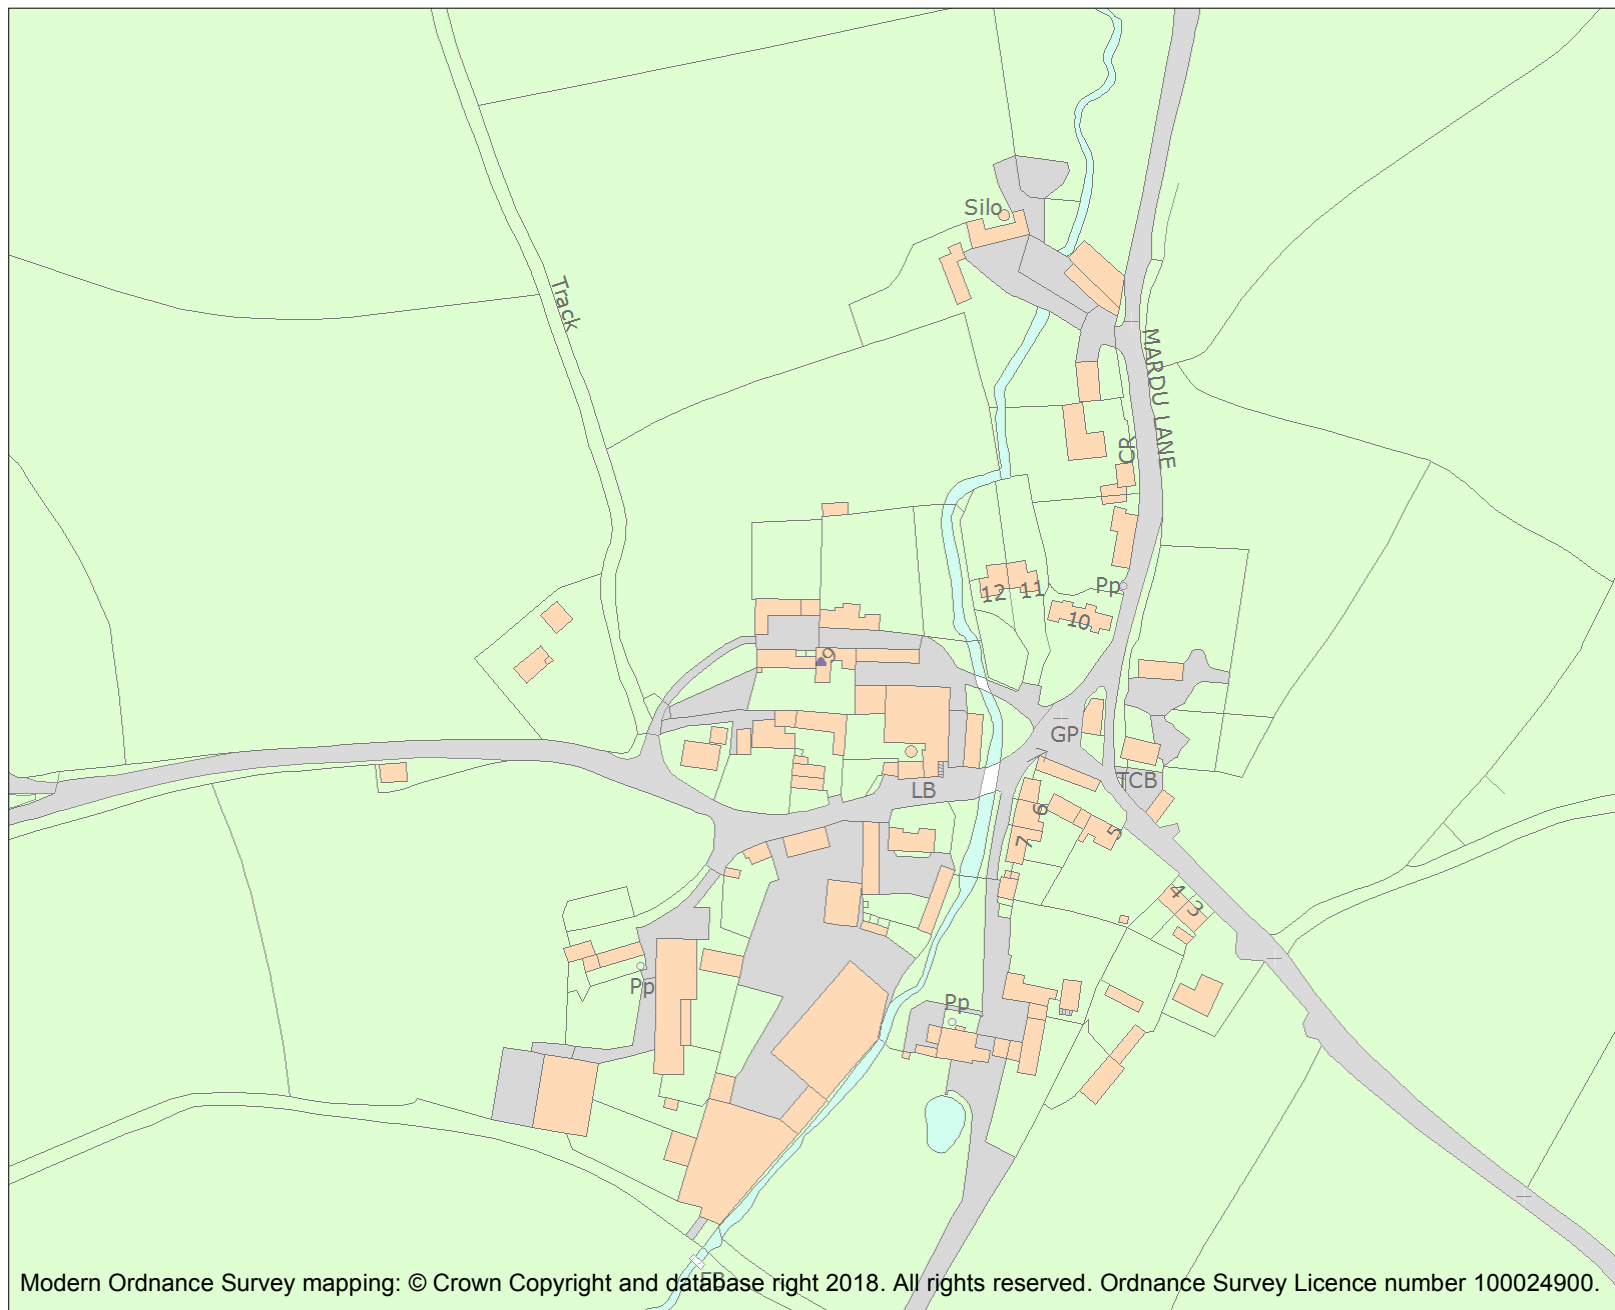 Silo
Track
MARDU LANE
CR
Pp
12
11
10
9
GP
TCB
LB
6
7
5
4
3
Pp
Pp
FB
Modern Ordnance Survey mapping: © Crown Copyright and database right 2018. All rights reserved. Ordnance Survey Licence number 100024900.